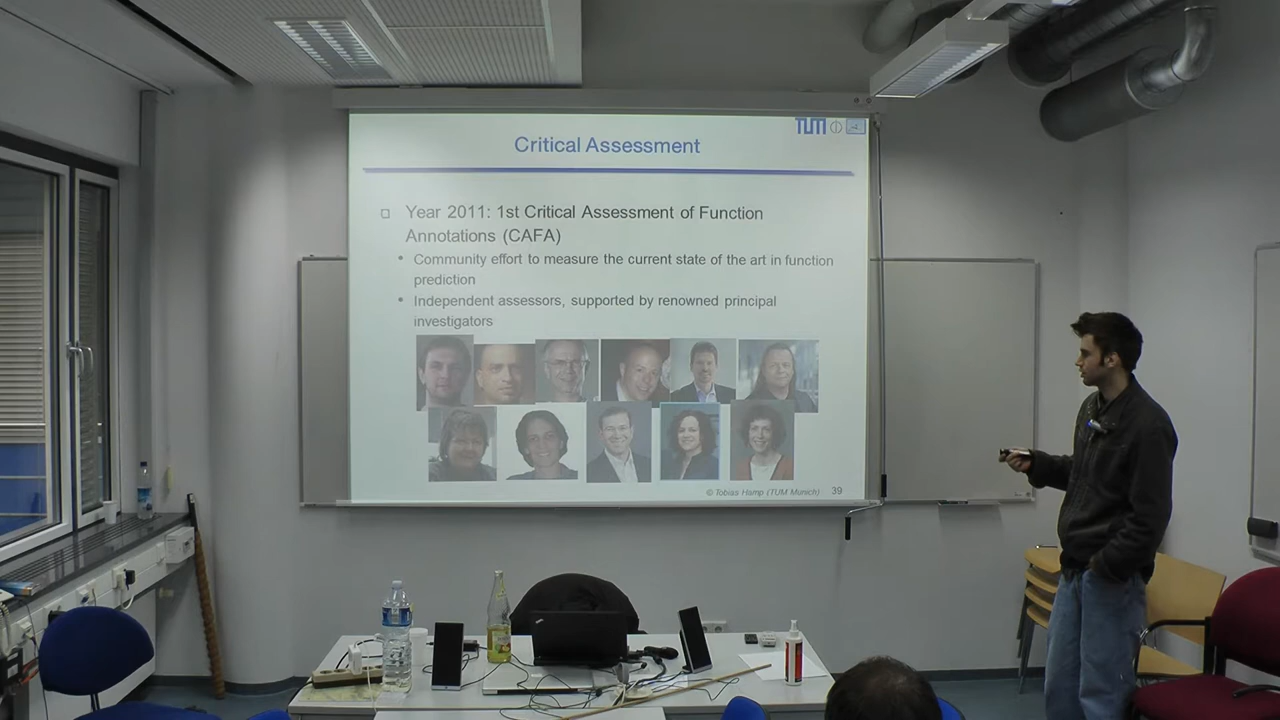 TUM
Critical Assessment
Year 2011: 1st Critical Assessment of Function
Annotations (CAFA)
Community effort to measure the current state of the art in function
prediction
Independent assessors, supported by renowned principal
investigators
© Tobias Hamp (TUM Munich) 39